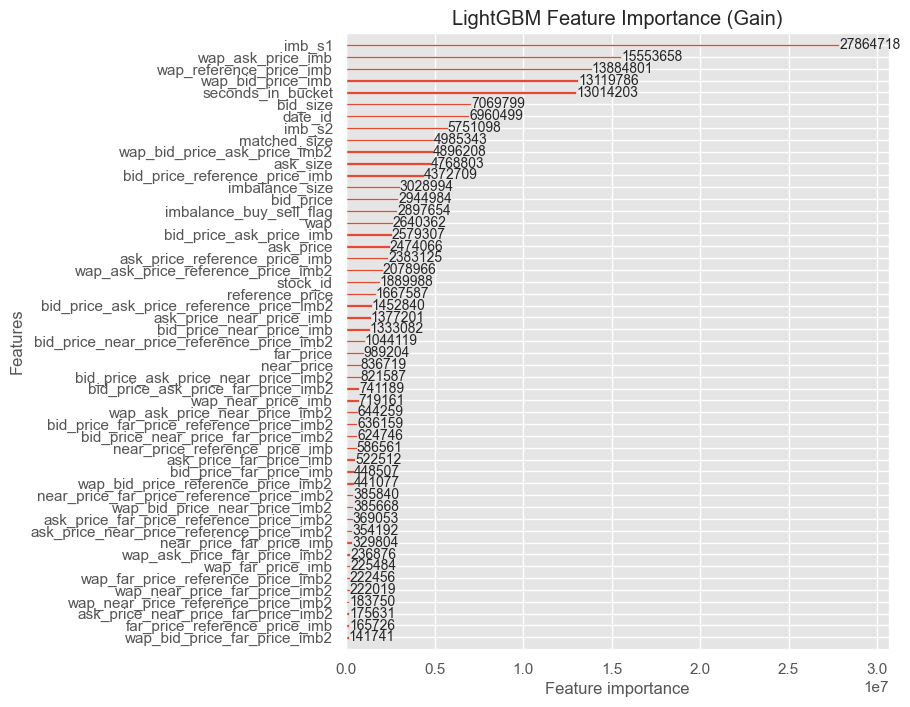 LightGBM Feature Importance (Gain)
imb_s1 27864718
wap_ask_price_imb 15553658
wap_reference_price_imb 13884801
wap_bid_price_imb 13119786
seconds_in_bucket 13014203
bid_size 7069799
date_id 6960499
imb_s2 5751098
matched_size 4985343
wap_bid_price_ask_price_imb2 4896208
ask_size 4768803
bid_price_reference_price_imb 4372709
imbalance_size 3028994
bid_price 2944984
imbalance_buy_sell_flag 2897654
wap 2640362
bid_price_ask_price_imb 2579307
ask_price 2474066
ask_price_reference_price_imb 2383125
wap_ask_price_reference_price_imb2 2078966
stock_id 1889988
reference_price 1667587
bid_price_ask_price_reference_price_imb2 1452840
ask_price_near_price_imb 1377201
bid_price_near_price_imb 1333082
bid_price_near_price_reference_price_imb2 1044119
far_price 989204
near_price 836719
bid_price_ask_price_near_price_imb2 821587
bid_price_ask_price_far_price_imb2 741189
wap_near_price_imb 719161
wap_ask_price_near_price_imb2 644259
bid_price_far_price_reference_price_imb2 636159
bid_price_near_price_far_price_imb2 624746
near_price_reference_price_imb 586561
ask_price_far_price_imb 522512
bid_price_far_price_imb 448507
wap_bid_price_reference_price_imb2 441077
near_price_far_price_reference_price_imb2 385840
wap_bid_price_near_price_imb2 385668
ask_price_far_price_reference_price_imb2 369053
ask_price_near_price_reference_price_imb2 354192
near_price_far_price_imb 329804
wap_ask_price_far_price_imb2 236876
wap_far_price_imb 225484
wap_far_price_reference_price_imb2 222456
wap_near_price_far_price_imb2 222019
wap_near_price_reference_price_imb2 183750
ask_price_near_price_far_price_imb2 175631
far_price_reference_price_imb 165726
wap_bid_price_far_price_imb2 141741
Features
0.0 0.5 1.0 1.5 2.0 2.5 3.0
1e7
Feature importance